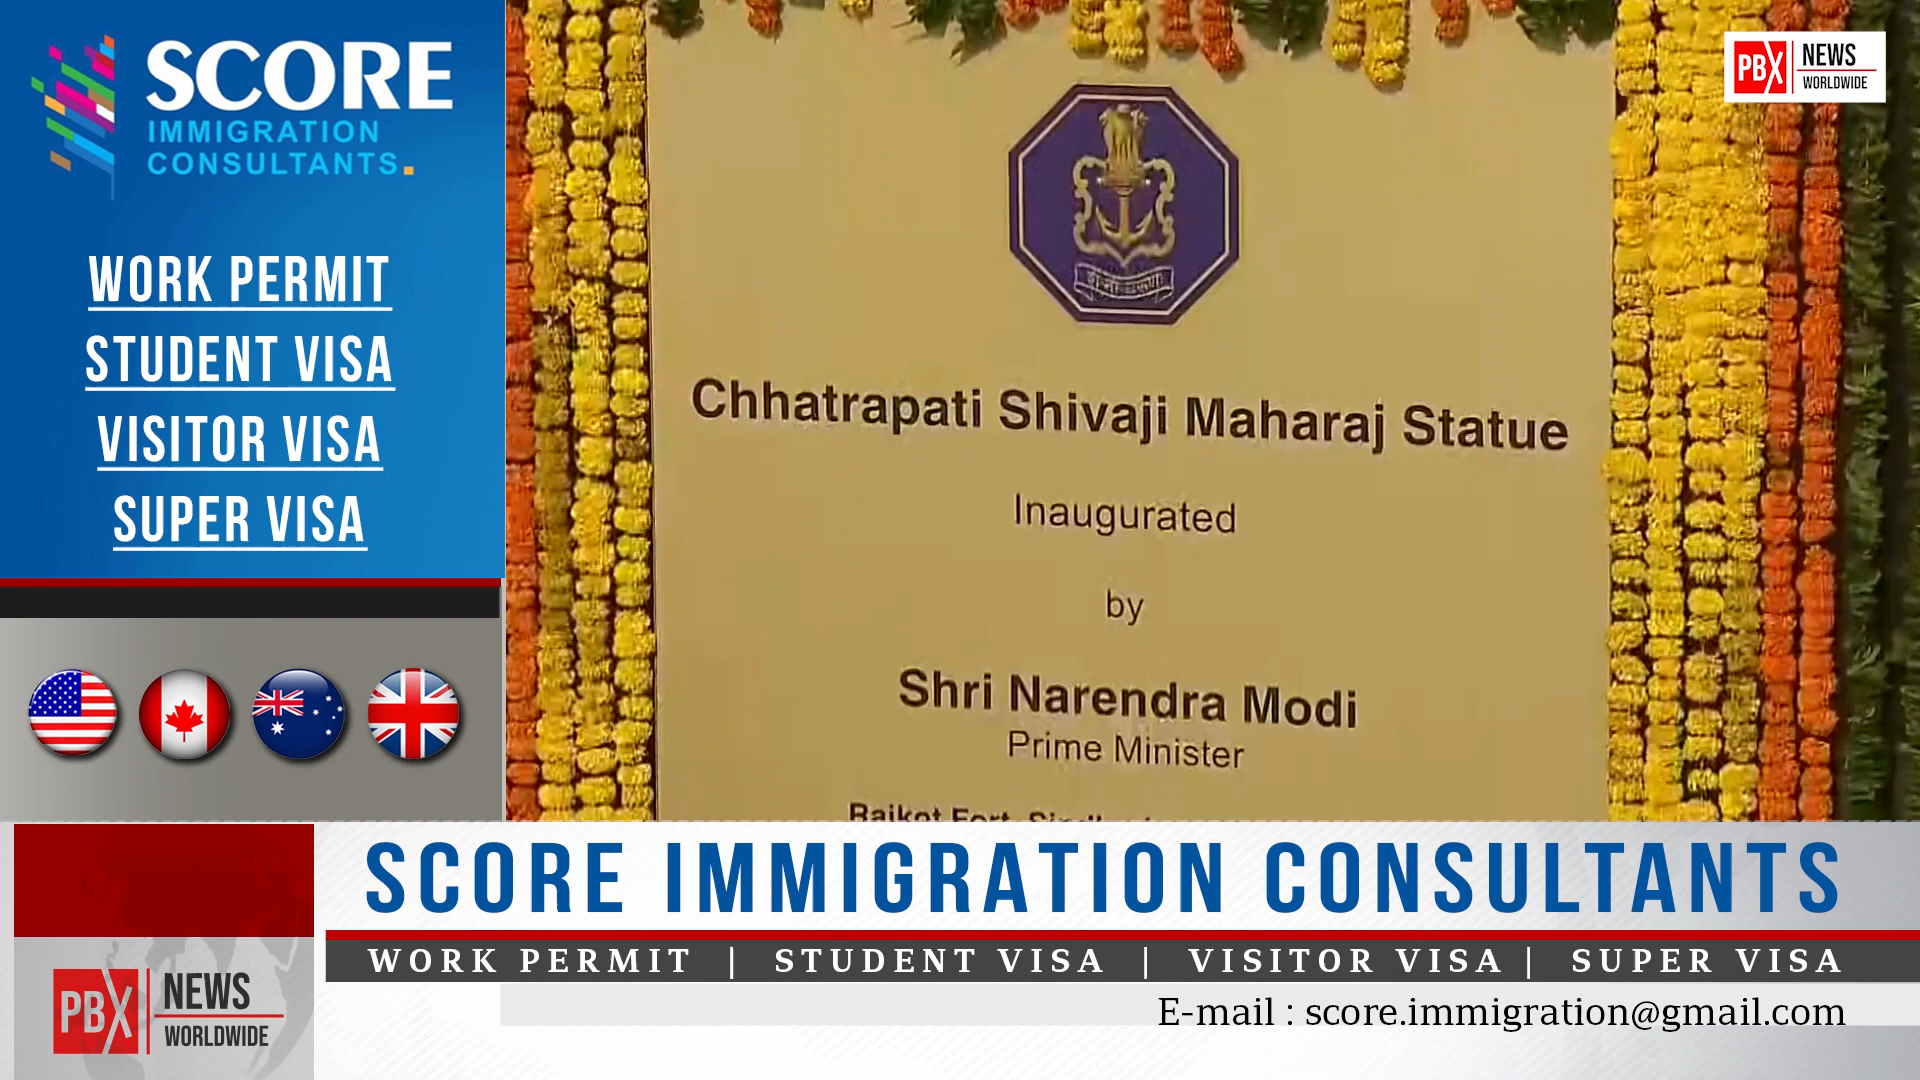 SCORE
IMMIGRATION
CONSULTANTS.
WORK PERMIT
STUDENT VISA
VISITOR VISA
SUPER VISA
PBX NEWS
WORLDWIDE
Chhatrapati Shivaji Maharaj Statue
Inaugurated
by
Shri Narendra Modi
Prime Minister
Rajkot Fort,
SCORE IMMIGRATION CONSULTANTS
WORK PERMIT | STUDENT VISA | VISITOR VISA | SUPER VISA
E-mail : score.immigration@gmail.com
PBX NEWS
WORLDWIDE